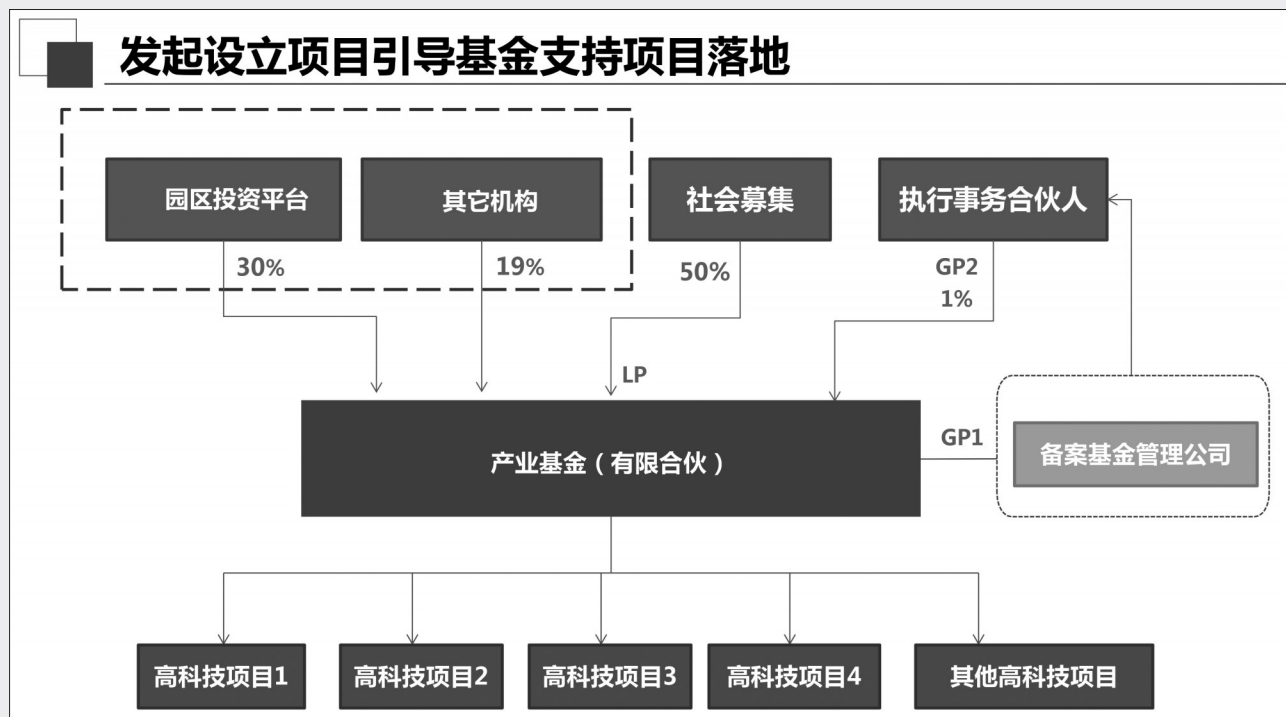 发起设立项目引导基金支持项目落地
园区投资平台
其它机构
社会募集
执行事务合伙人
30%
19%
50%
GP2
1%
LP
产业基金（有限合伙）
GP1
备案基金管理公司
高科技项目1
高科技项目2
高科技项目3
高科技项目4
其他高科技项目